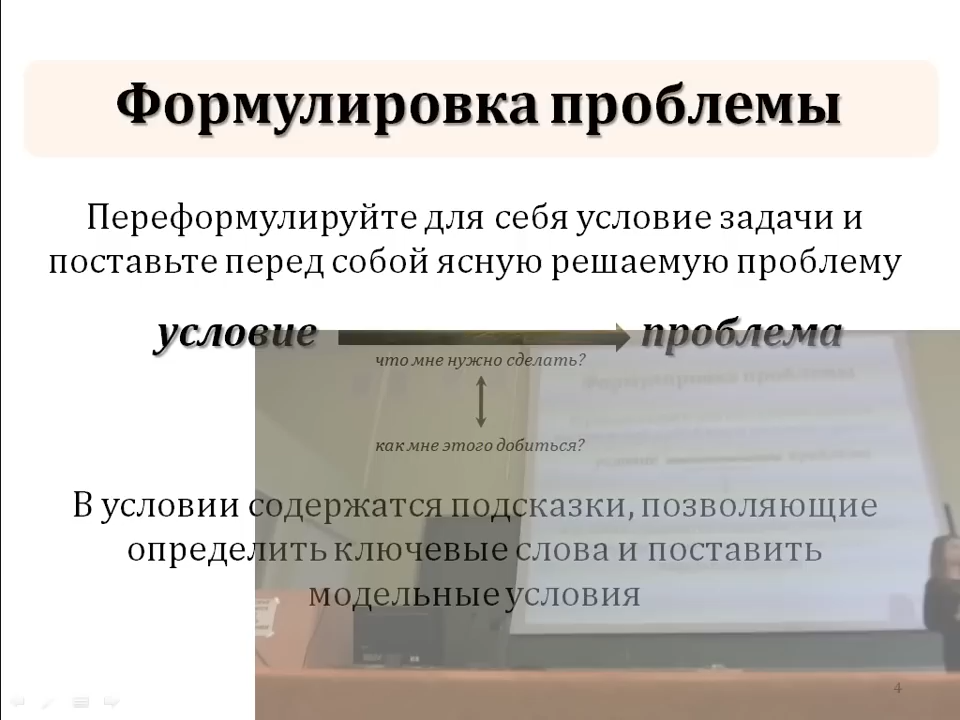 Формулировка проблемы
Переформулируйте для себя условие задачи и
поставьте перед собой ясную решаемую проблему
условие проблема
что мне нужно сделать?
как мне этого добиться?
В условии содержатся подсказки, позволяющие
определить ключевые слова и поставить
модельные условия
4